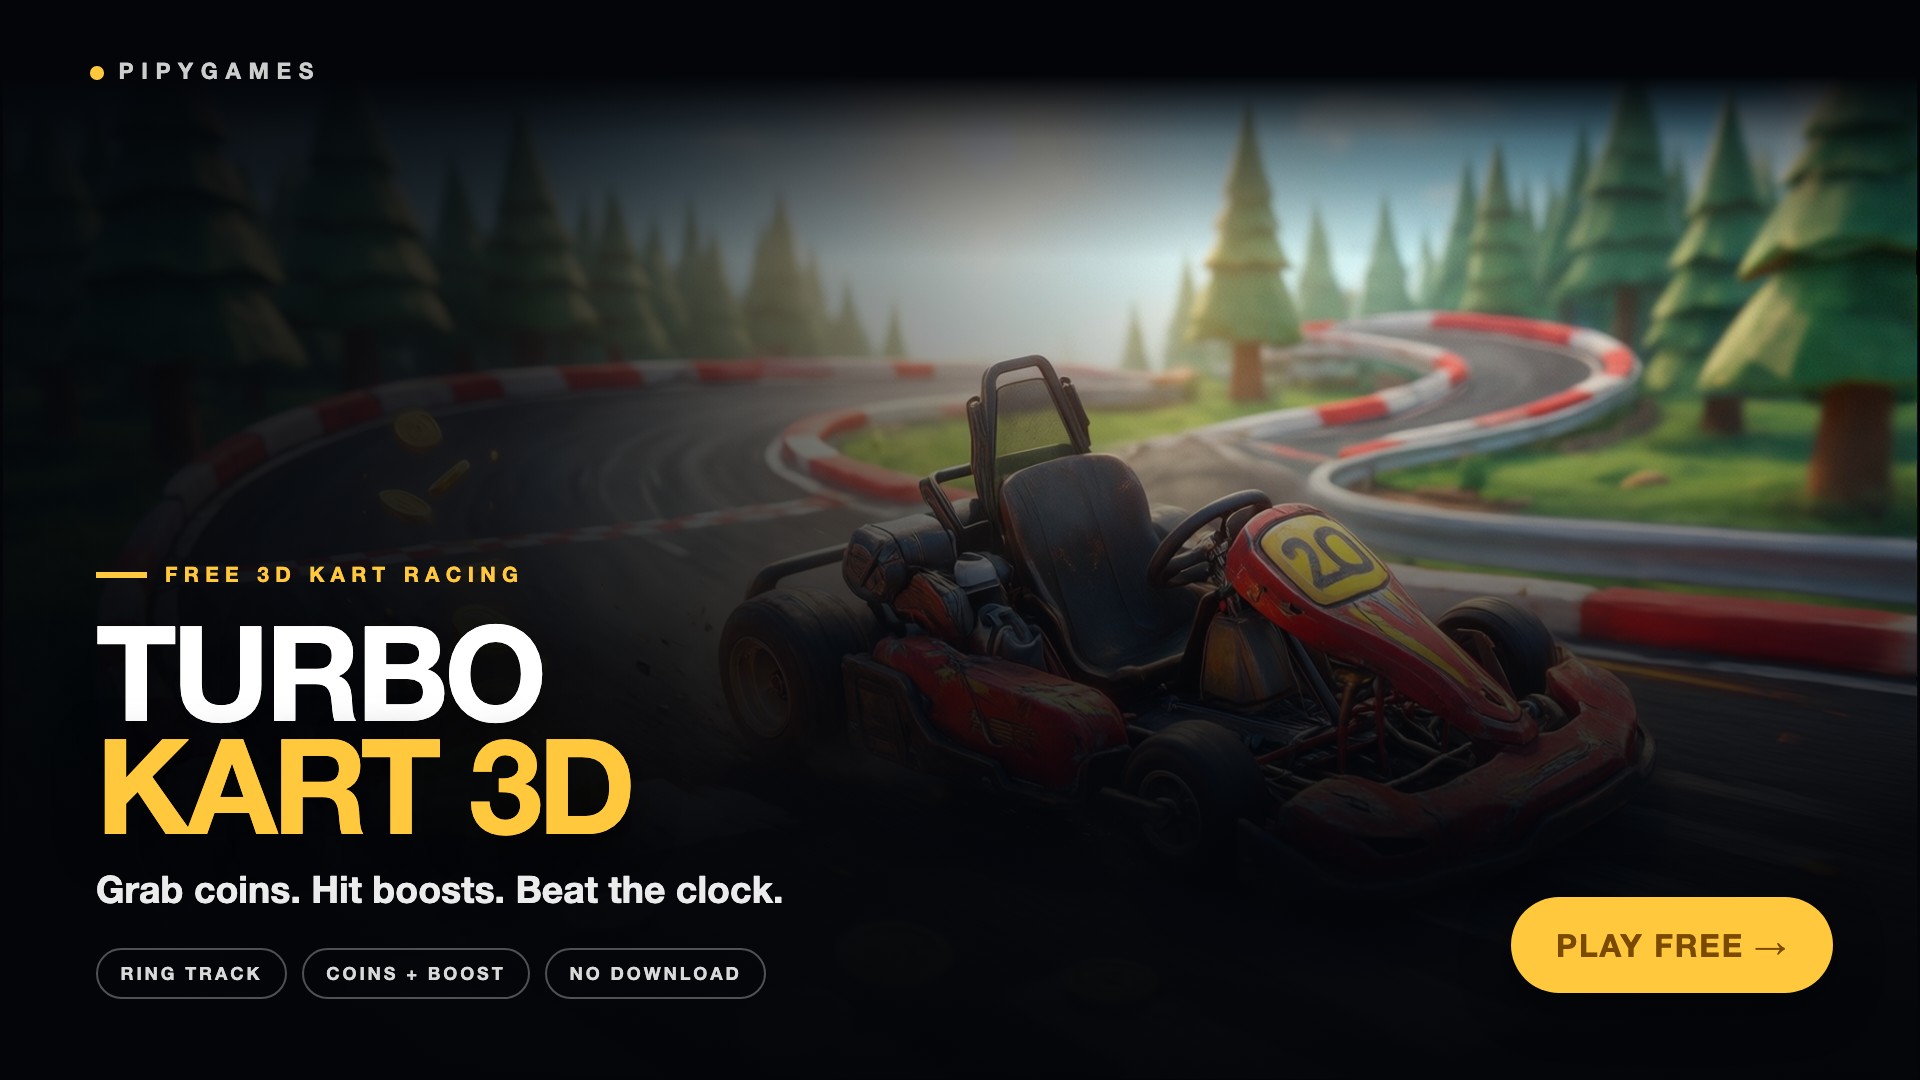 PIPYGAMES
20
FREE 3D KART RACING
TURBO
KART 3D
Grab coins. Hit boosts. Beat the clock.
RING TRACK
COINS + BOOST
NO DOWNLOAD
PLAY FREE →